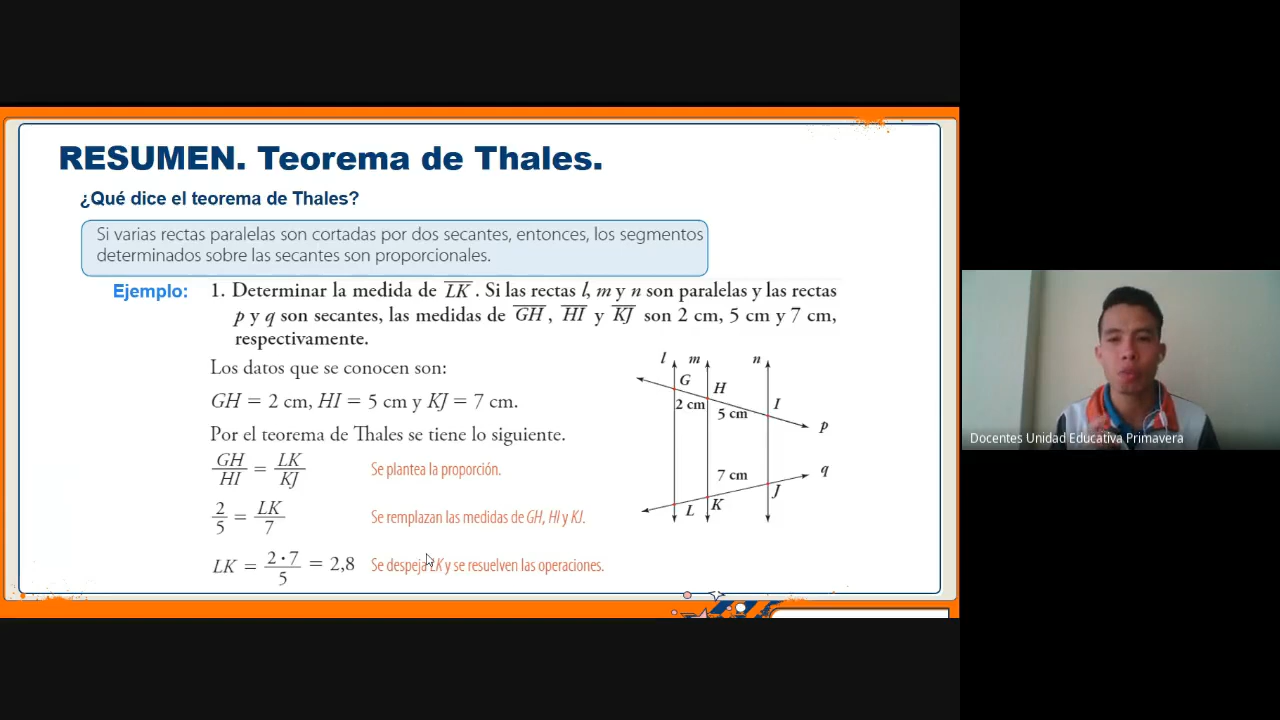 RESUMEN. Teorema de Thales.
¿Qué dice el teorema de Thales?
Si varias rectas paralelas son cortadas por dos secantes, entonces, los segmentos
determinados sobre las secantes son proporcionales.
Ejemplo: 1. Determinar la medida de LK. Si las rectas l, m y n son paralelas y las rectas
p y q son secantes, las medidas de GH, HI y KJ son 2 cm, 5 cm y 7 cm,
respectivamente.
Los datos que se conocen son:
GH = 2 cm, HI = 5 cm y KJ = 7 cm.
Por el teorema de Thales se tiene lo siguiente.
GH/HI = LK/KJ Se plantea la proporción.
2/5 = LK/7 Se remplazan las medidas de GH, HI y KJ.
LK = 2 • 7/5 = 2,8 Se despeja LK y se resuelven las operaciones.
l m n
G H
2 cm 5 cm I
p
7 cm q
L K J
Docentes Unidad Educativa Primavera